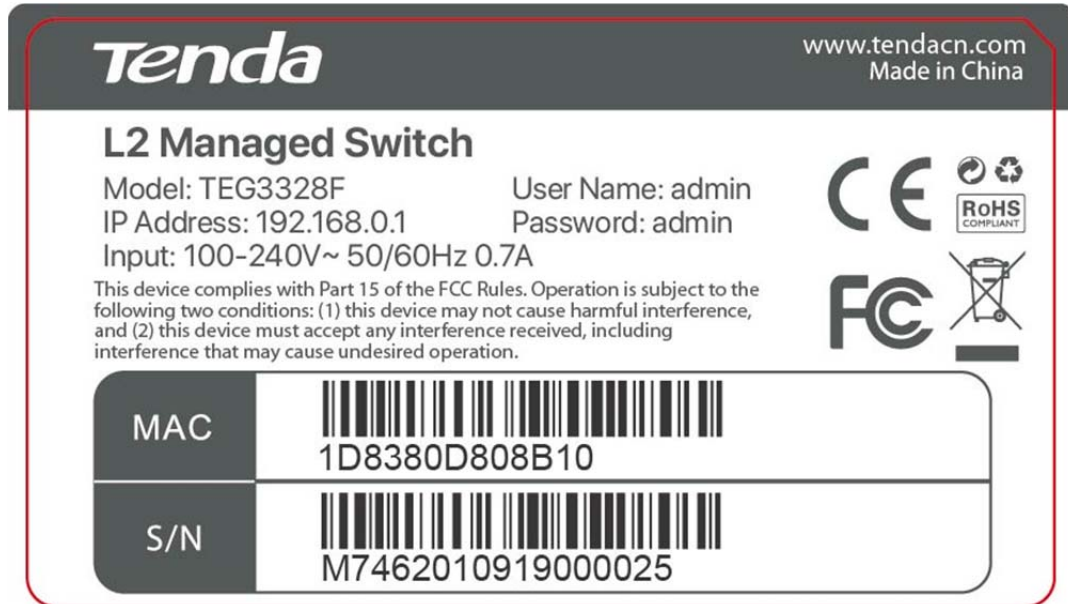 Tenda
www.tendacn.com
Made in China
L2 Managed Switch
Model: TEG3328F
User Name: admin
IP Address: 192.168.0.1
Password: admin
Input: 100-240V~ 50/60Hz 0.7A
This device complies with Part 15 of the FCC Rules. Operation is subject to the
following two conditions: (1) this device may not cause harmful interference,
and (2) this device must accept any interference received, including
interference that may cause undesired operation.
CE
RoHS
COMPLIANT
FC
MAC
1D8380D808B10
S/N
M7462010919000025